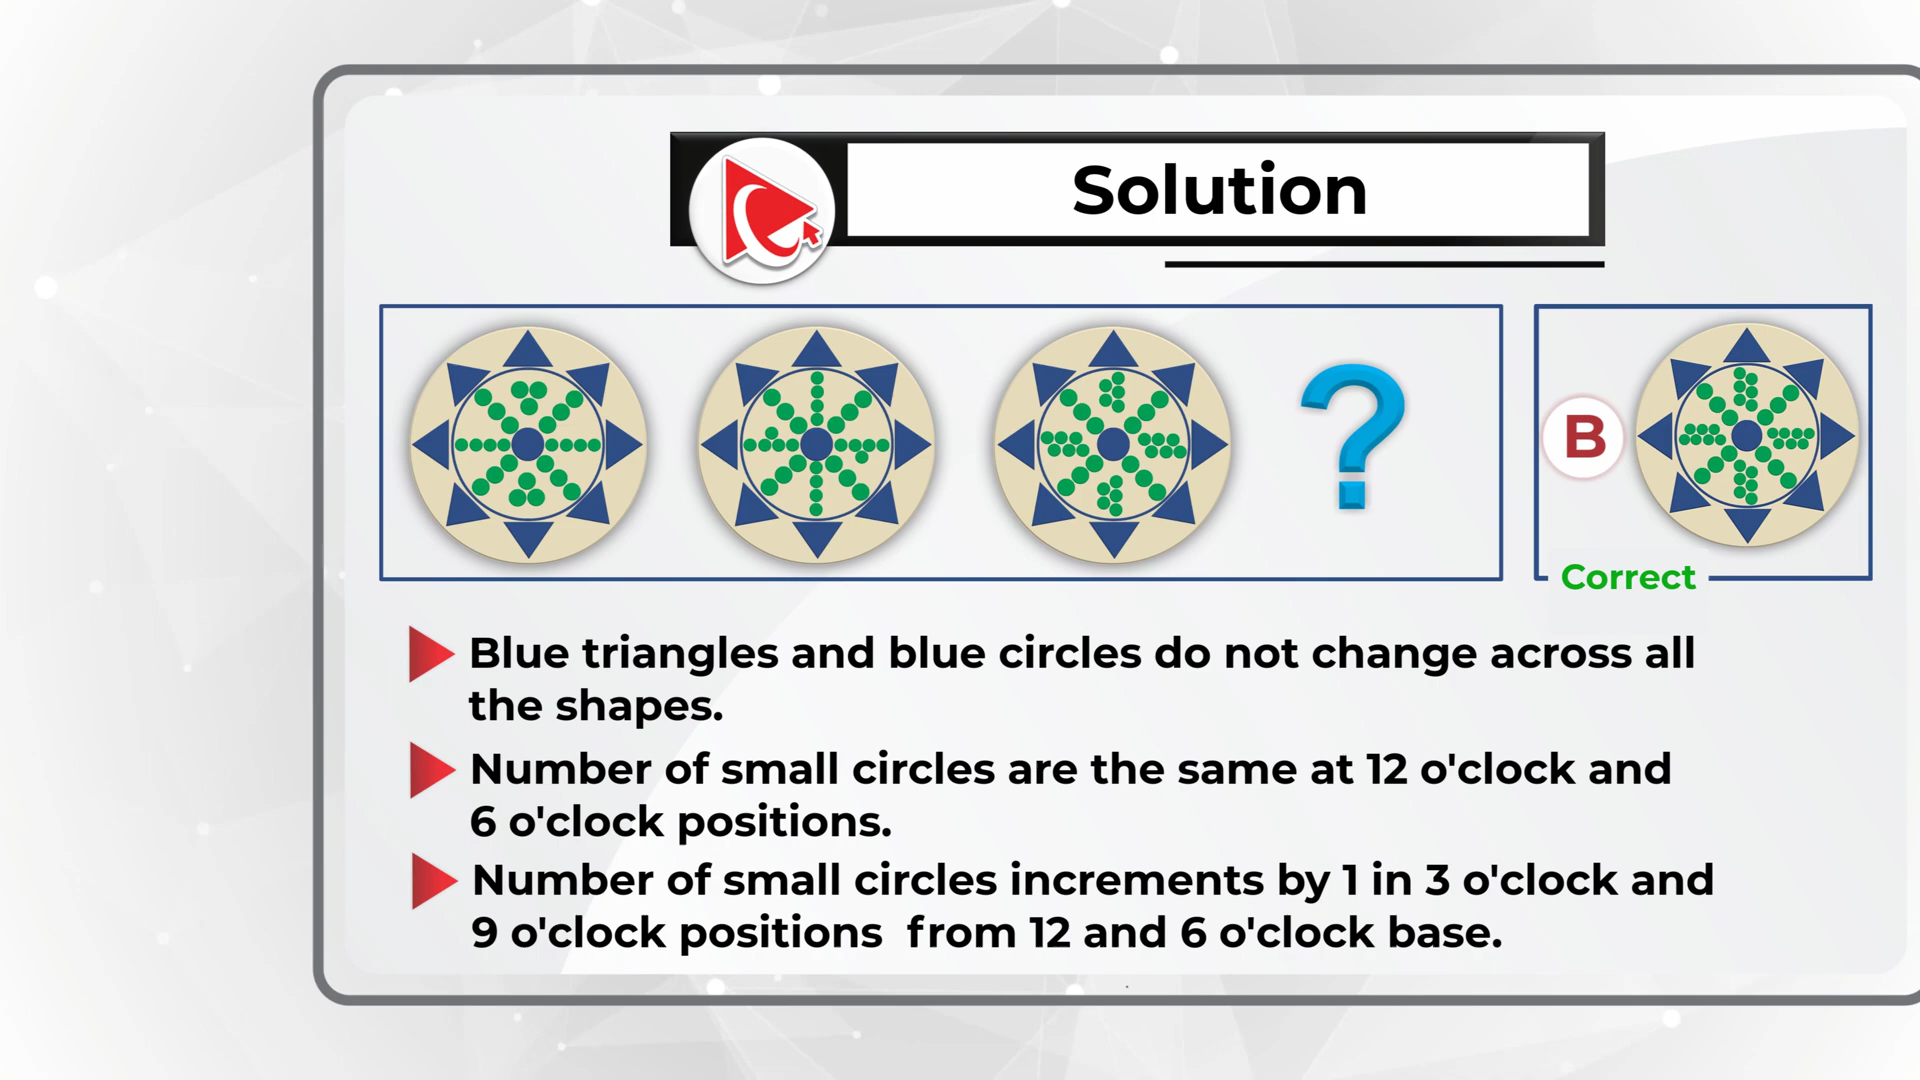 Solution
?
B
Correct
Blue triangles and blue circles do not change across all
the shapes.
Number of small circles are the same at 12 o'clock and
6 o'clock positions.
Number of small circles increments by 1 in 3 o'clock and
9 o'clock positions from 12 and 6 o'clock base.